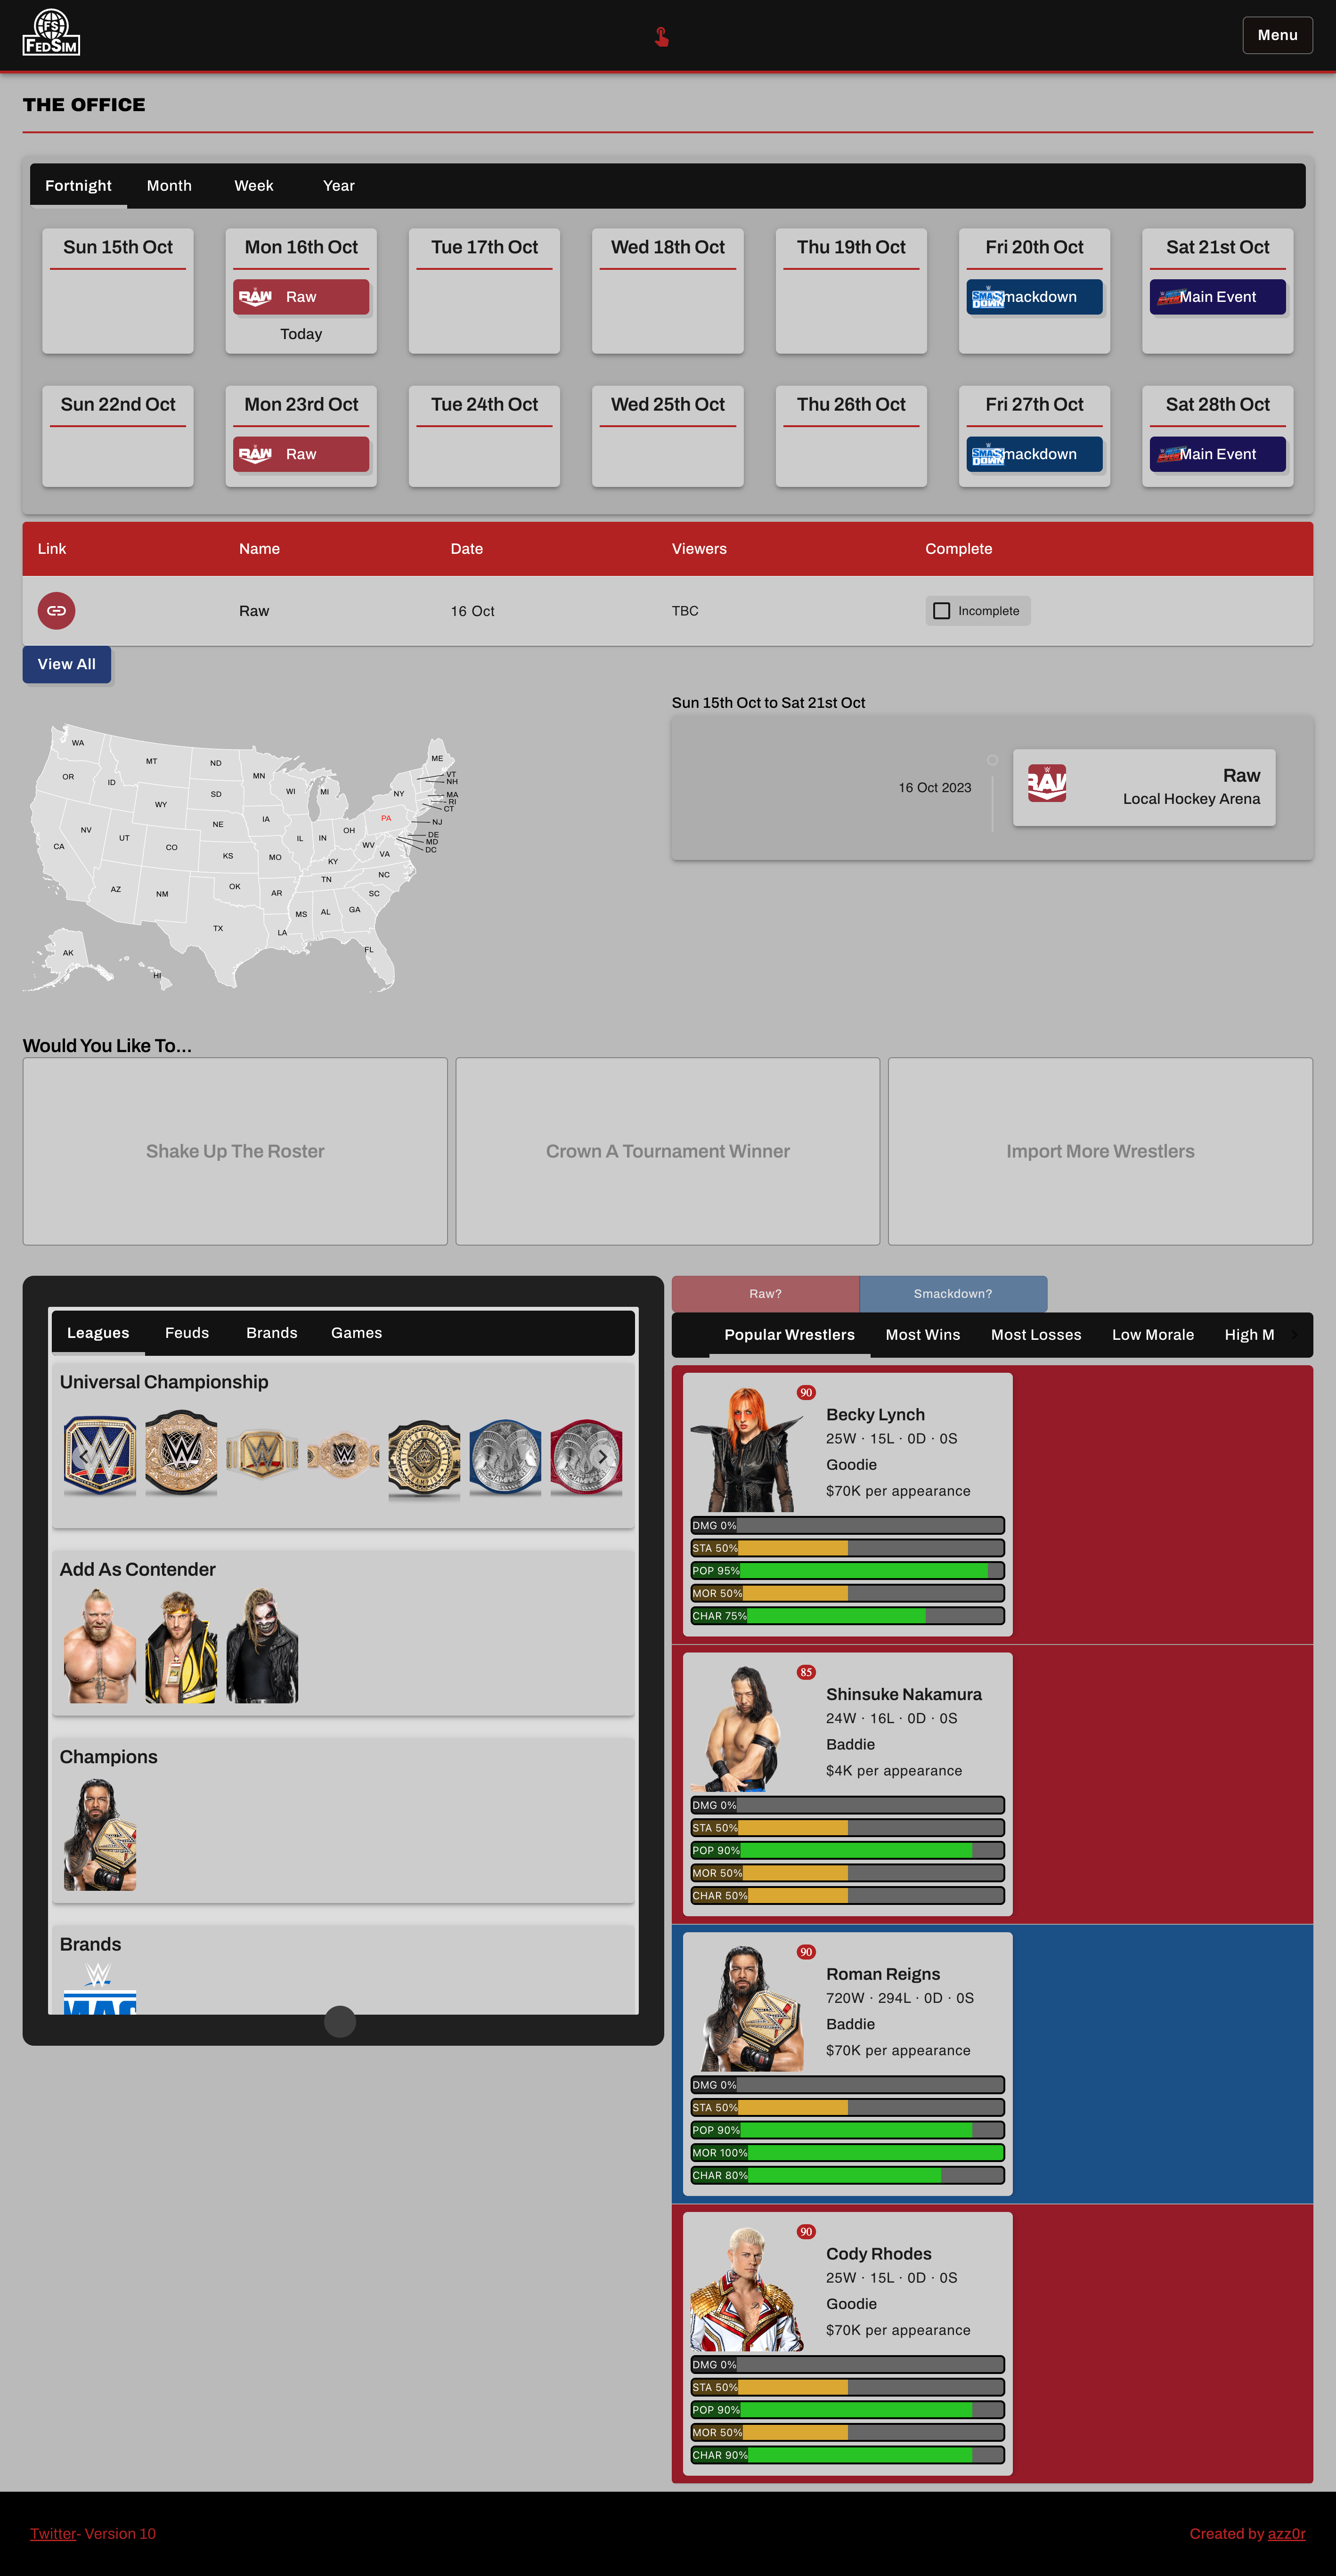 FS
FEDSIM
Menu
THE OFFICE
Fortnight Month Week Year
Sun 15th Oct Mon 16th Oct Tue 17th Oct Wed 18th Oct Thu 19th Oct Fri 20th Oct Sat 21st Oct
RAW Raw Smackdown Main Event
Today
Sun 22nd Oct Mon 23rd Oct Tue 24th Oct Wed 25th Oct Thu 26th Oct Fri 27th Oct Sat 28th Oct
RAW Raw Smackdown Main Event
Link Name Date Viewers Complete
Raw 16 Oct TBC Incomplete
View All
Sun 15th Oct to Sat 21st Oct
16 Oct 2023
RAW
Raw
Local Hockey Arena
WA
MT
ND
ME
OR
ID
MN
VT
NH
SD
WI
MI
NY
MA
RI
CT
WY
IA
PA
NJ
NE
NV
UT
OH
DE
MD
DC
IL
IN
WV
CA
CO
KS
MO
KY
VA
NC
TN
AZ
NM
OK
AR
SC
MS
AL
GA
TX
LA
FL
AK
HI
Would You Like To...
Shake Up The Roster
Crown A Tournament Winner
Import More Wrestlers
Leagues Feuds Brands Games
Universal Championship
Add As Contender
Champions
Brands
Raw? Smackdown?
Popular Wrestlers Most Wins Most Losses Low Morale High M
90
Becky Lynch
25W · 15L · 0D · 0S
Goodie
$70K per appearance
DMG 0%
STA 50%
POP 95%
MOR 50%
CHAR 75%
85
Shinsuke Nakamura
24W · 16L · 0D · 0S
Baddie
$4K per appearance
DMG 0%
STA 50%
POP 90%
MOR 50%
CHAR 50%
90
Roman Reigns
720W · 294L · 0D · 0S
Baddie
$70K per appearance
DMG 0%
STA 50%
POP 90%
MOR 100%
CHAR 80%
90
Cody Rhodes
25W · 15L · 0D · 0S
Goodie
$70K per appearance
DMG 0%
STA 50%
POP 90%
MOR 50%
CHAR 90%
Twitter- Version 10
Created by azz0r